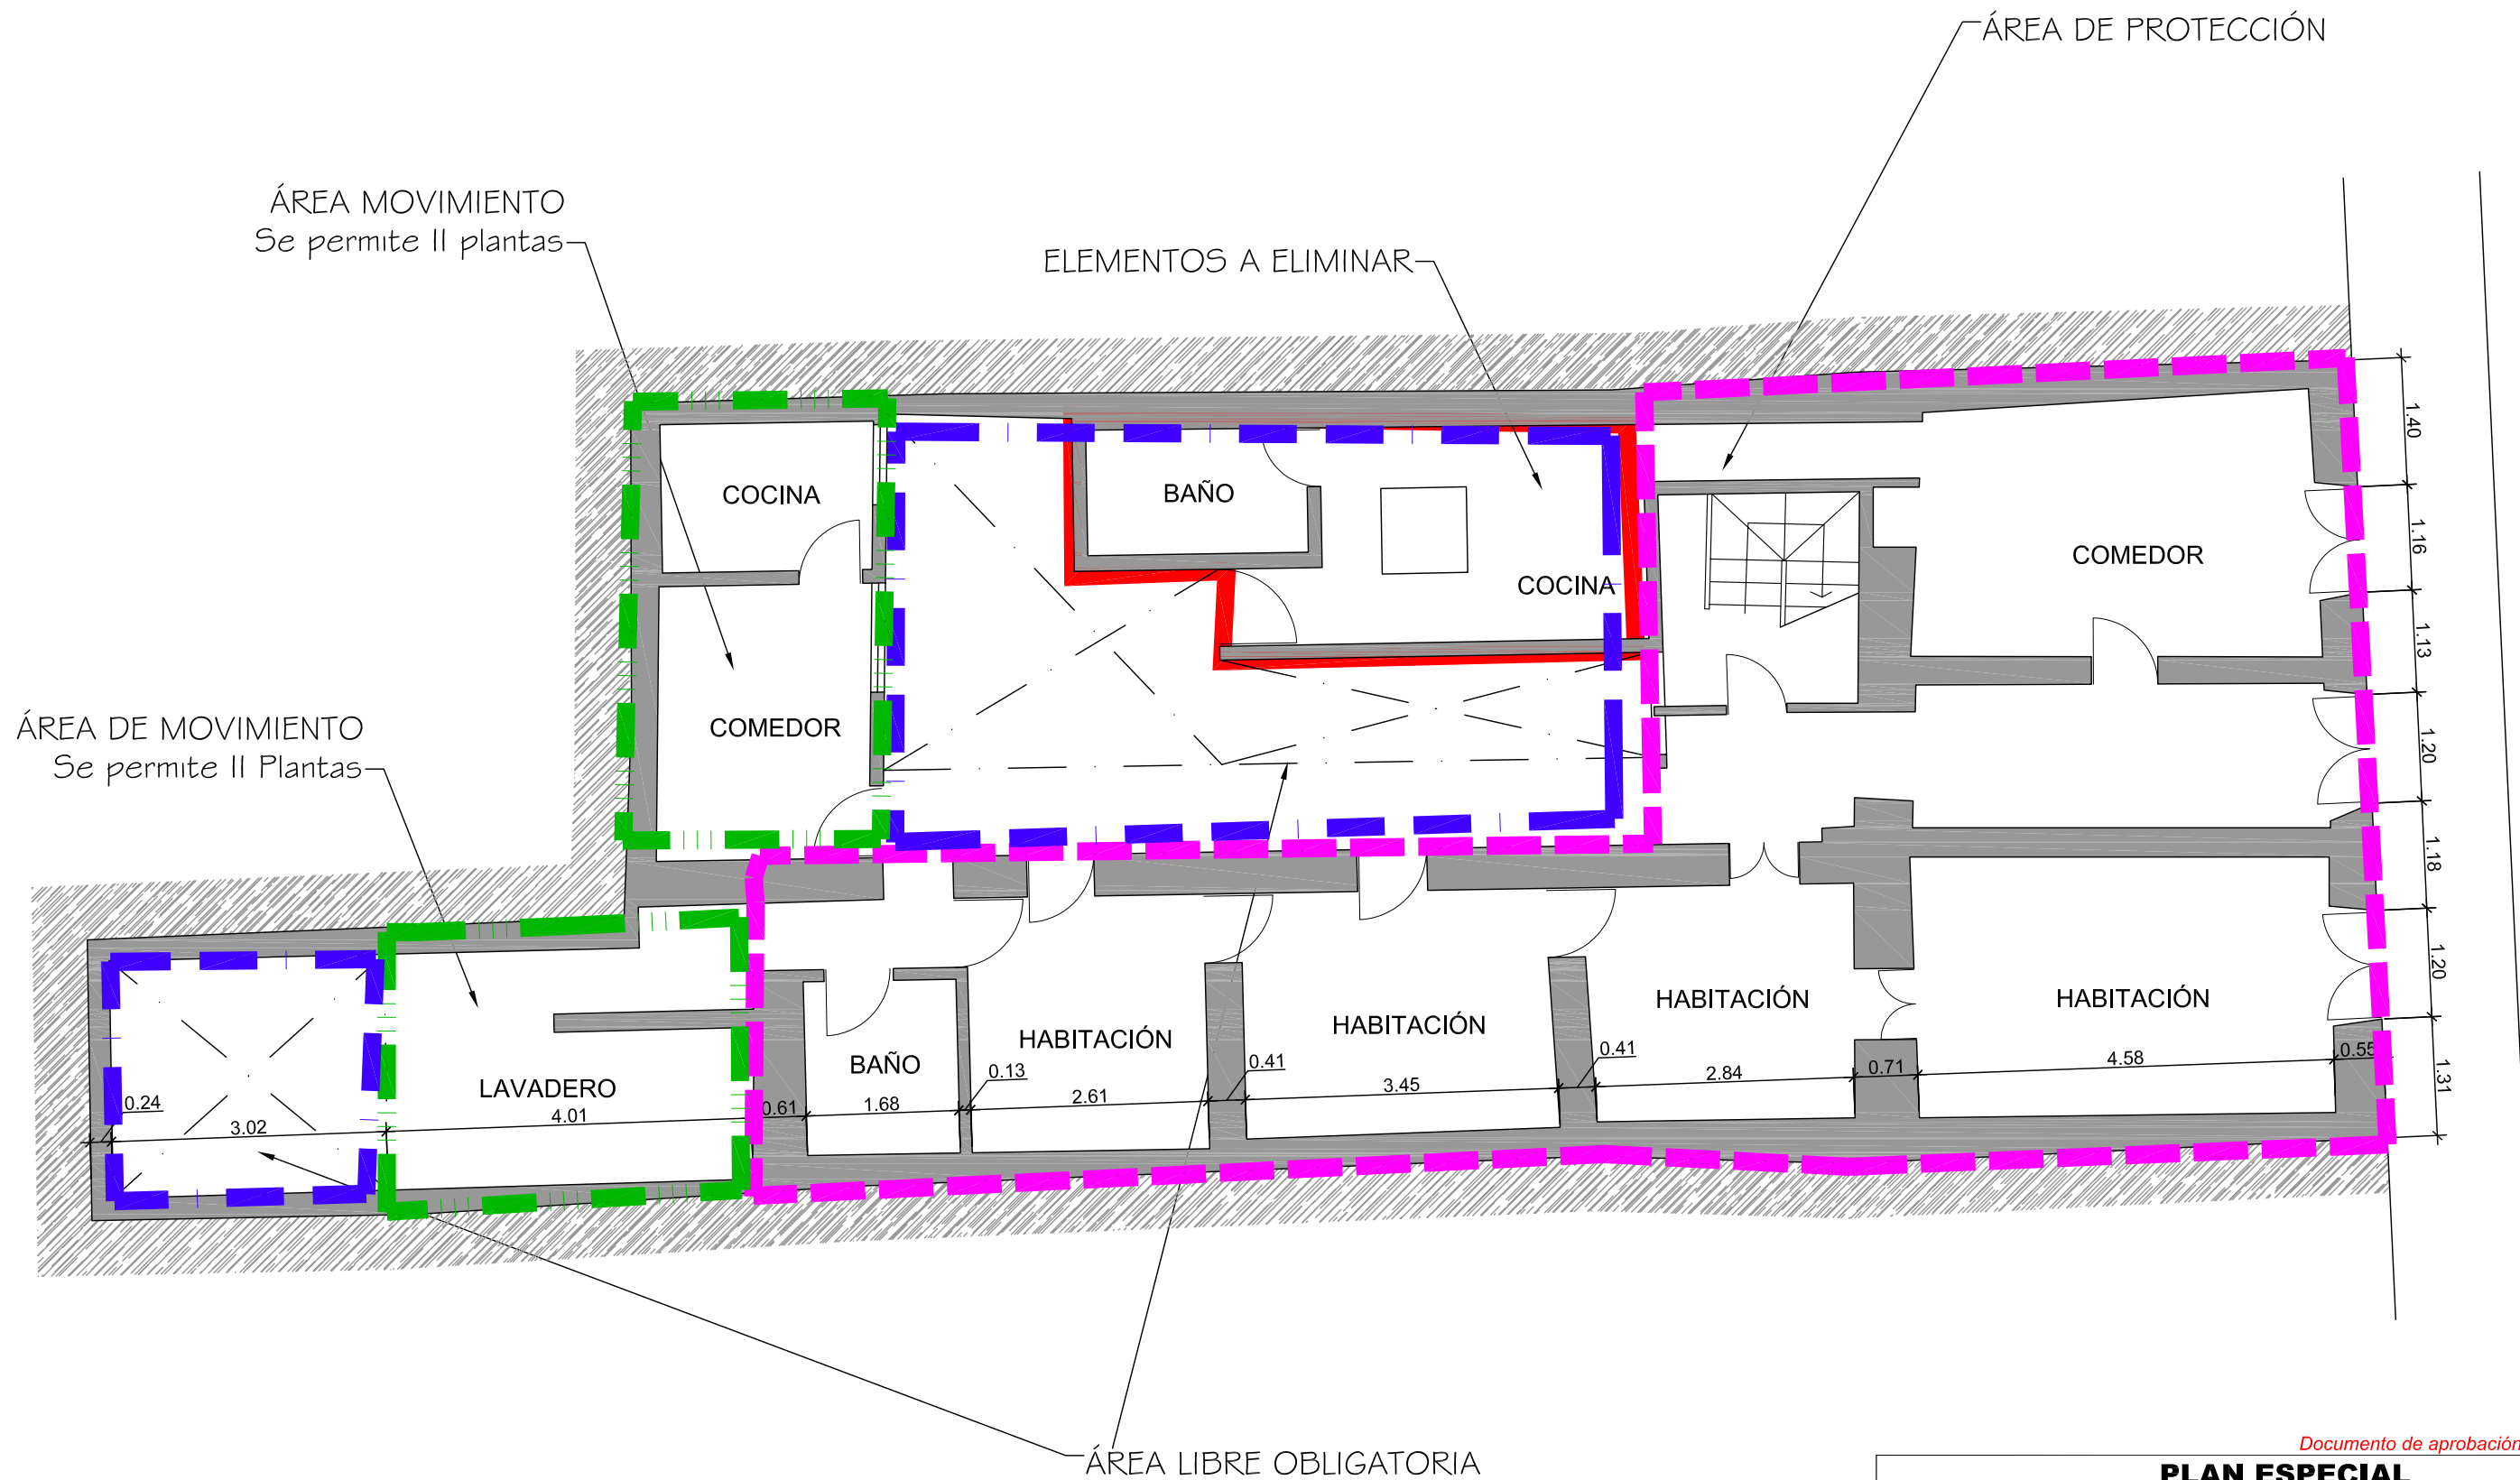 ÁREA DE PROTECCIÓN
ÁREA MOVIMIENTO
Se permite II plantas
ELEMENTOS A ELIMINAR
1.40
COCINA
BAÑO
1.16
COMEDOR
COCINA
1.13
ÁREA DE MOVIMIENTO
Se permite II Plantas
COMEDOR
1.20
1.18
1.20
HABITACIÓN
HABITACIÓN
HABITACIÓN
HABITACIÓN
BAÑO
LAVADERO
0.24
3.02
4.01
0.61
1.68
0.13
2.61
0.41
3.45
0.41
2.84
0.71
4.58
0.55
1.31
ÁREA LIBRE OBLIGATORIA
Documento de aprobación
PLAN ESPECIAL